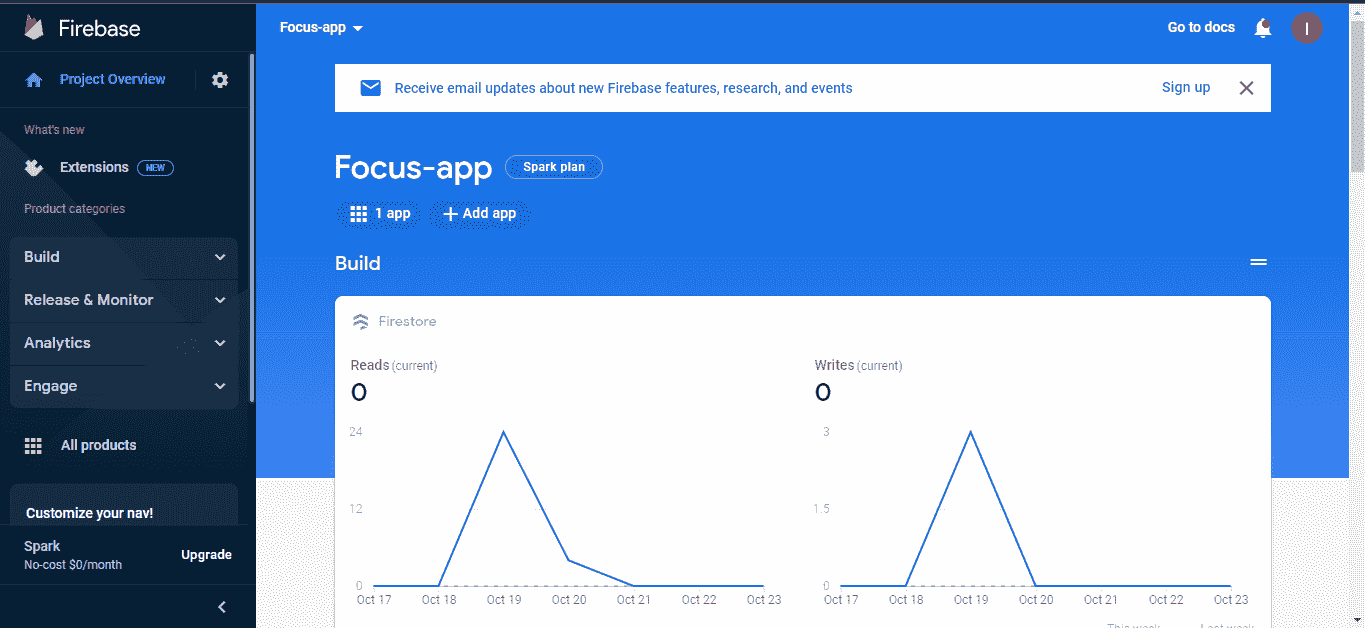 Firebase
Project Overview
What's new
Extensions NEW
Product categories
Build
Release & Monitor
Analytics
Engage
All products
Customize your nav!
Spark
No-cost $0/month
Upgrade
Focus-app
Go to docs
I
Receive email updates about new Firebase features, research, and events
Sign up
Focus-app
Spark plan
1 app
Add app
Build
Firestore
Reads (current)
0
24
12
0
Oct 17 Oct 18 Oct 19 Oct 20 Oct 21 Oct 22 Oct 23
Writes (current)
0
3
1.5
0
Oct 17 Oct 18 Oct 19 Oct 20 Oct 21 Oct 22 Oct 23
This week Last week